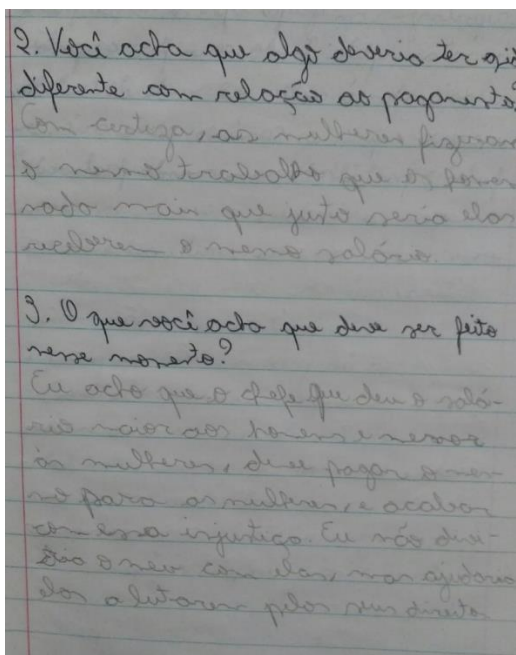 2. Você acha que algo deveria ter sid
diferente com relação ao pagamento?
Com certeza, as mulheres fizeram
o mesmo trabalho que os homen
nada mais que justo seria elas
receberem o mesmo salário.
3. O que você acha que deve ser feito
nesse momento?
Eu acho que o chefe que deu o salá-
rio maior aos homens e menor
às mulheres, deve pagar o mes-
mo para as mulheres, e acabar
com essa injustiça. Eu não divi-
diria o meu com elas, mas ajudaria
elas a lutarem pelos seus direitos